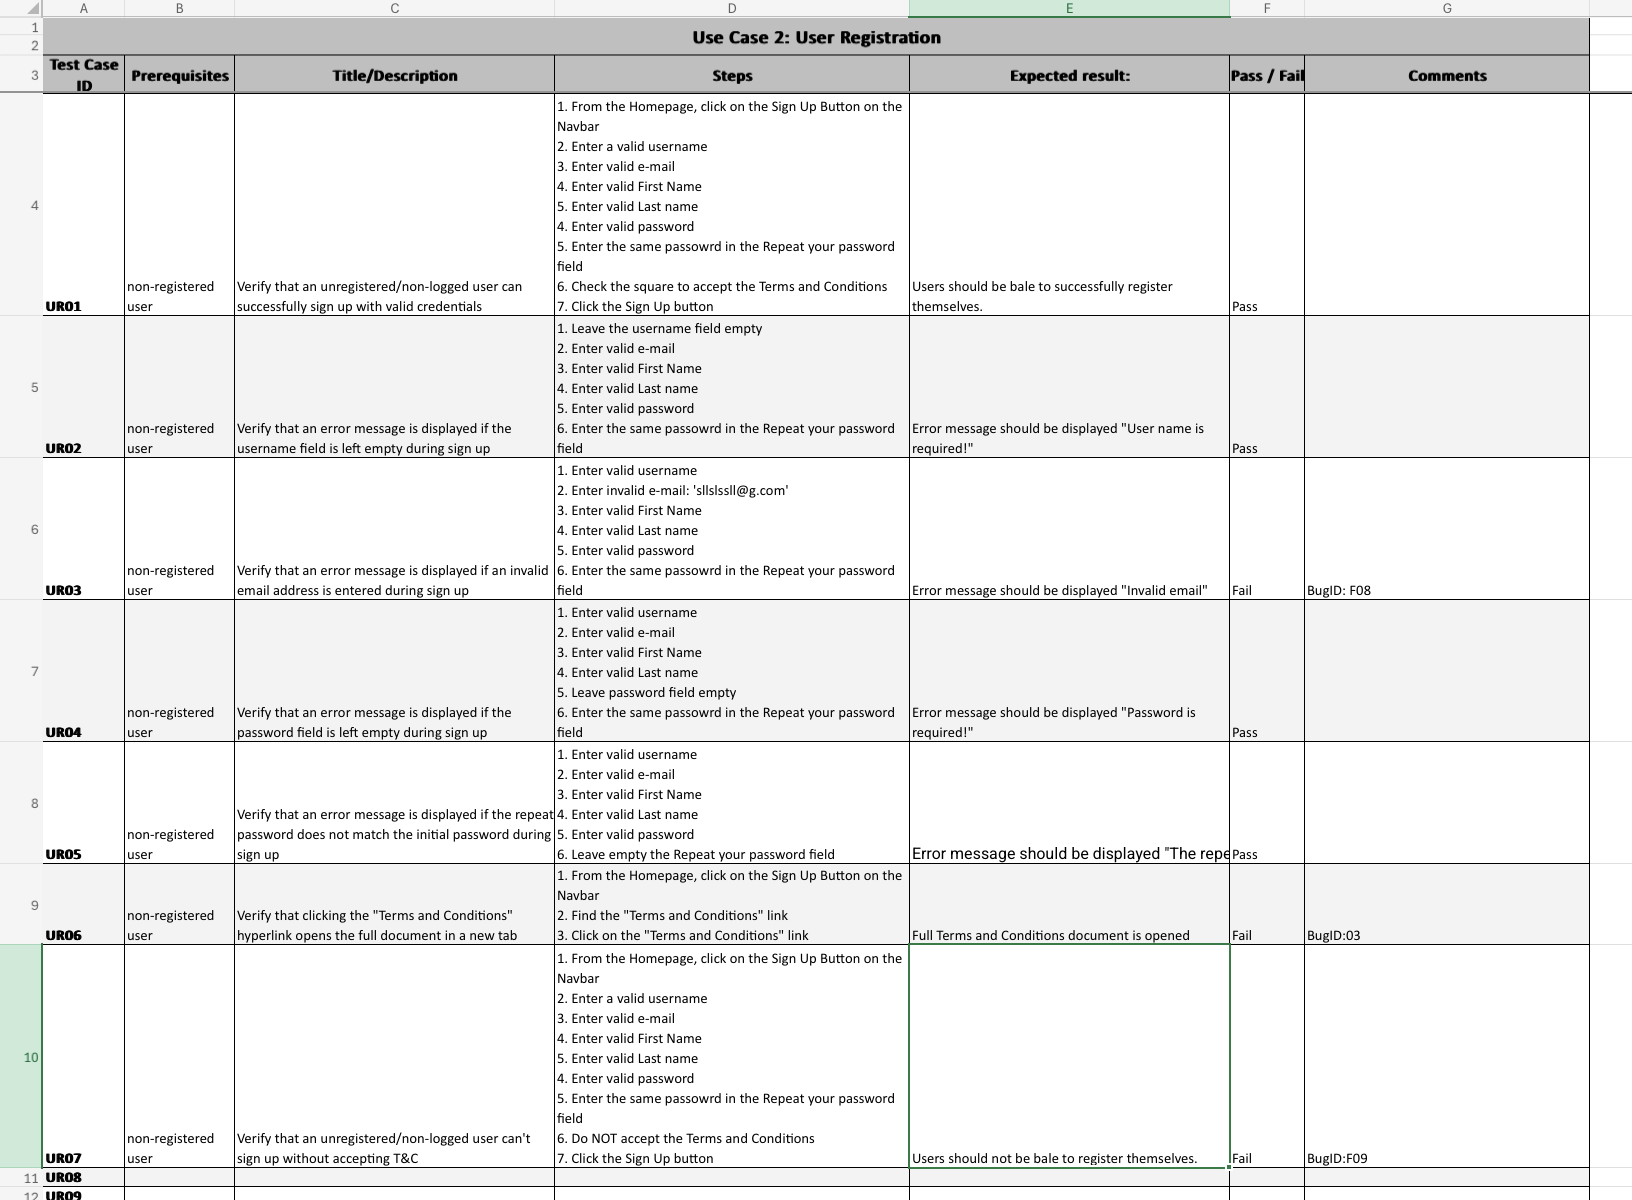 A B C D E F G
1
2
Use Case 2: User Registration
3
Test Case ID
Prerequisites
Title/Description
Steps
Expected result:
Pass / Fail
Comments
4
UR01
non-registered
user
Verify that an unregistered/non-logged user can
successfully sign up with valid credentials
1. From the Homepage, click on the Sign Up Button on the
Navbar
2. Enter a valid username
3. Enter valid e-mail
4. Enter valid First Name
5. Enter valid Last name
4. Enter valid password
5. Enter the same passowrd in the Repeat your password
field
6. Check the square to accept the Terms and Conditions
7. Click the Sign Up button
Users should be bale to successfully register
themselves.
Pass
5
UR02
non-registered
user
Verify that an error message is displayed if the
username field is left empty during sign up
1. Leave the username field empty
2. Enter valid e-mail
3. Enter valid First Name
4. Enter valid Last name
5. Enter valid password
6. Enter the same passowrd in the Repeat your password
field
Error message should be displayed "User name is
required!"
Pass
6
UR03
non-registered
user
Verify that an error message is displayed if an invalid
email address is entered during sign up
1. Enter valid username
2. Enter invalid e-mail: 'sllslssll@g.com'
3. Enter valid First Name
4. Enter valid Last name
5. Enter valid password
6. Enter the same passowrd in the Repeat your password
field
Error message should be displayed "Invalid email"
Fail
BugID: F08
7
UR04
non-registered
user
Verify that an error message is displayed if the
password field is left empty during sign up
1. Enter valid username
2. Enter valid e-mail
3. Enter valid First Name
4. Enter valid Last name
5. Leave password field empty
6. Enter the same passowrd in the Repeat your password
field
Error message should be displayed "Password is
required!"
Pass
8
UR05
non-registered
user
Verify that an error message is displayed if the repeat
password does not match the initial password during
sign up
1. Enter valid username
2. Enter valid e-mail
3. Enter valid First Name
4. Enter valid Last name
5. Enter valid password
6. Leave empty the Repeat your password field
Error message should be displayed "The repe
Pass
9
UR06
non-registered
user
Verify that clicking the "Terms and Conditions"
hyperlink opens the full document in a new tab
1. From the Homepage, click on the Sign Up Button on the
Navbar
2. Find the "Terms and Conditions" link
3. Click on the "Terms and Conditions" link
Full Terms and Conditions document is opened
Fail
BugID:03
10
UR07
non-registered
user
Verify that an unregistered/non-logged user can't
sign up without accepting T&C
1. From the Homepage, click on the Sign Up Button on the
Navbar
2. Enter a valid username
3. Enter valid e-mail
4. Enter valid First Name
5. Enter valid Last name
4. Enter valid password
5. Enter the same passowrd in the Repeat your password
field
6. Do NOT accept the Terms and Conditions
7. Click the Sign Up button
Users should not be bale to register themselves.
Fail
BugID:F09
11
UR08
12
UR09